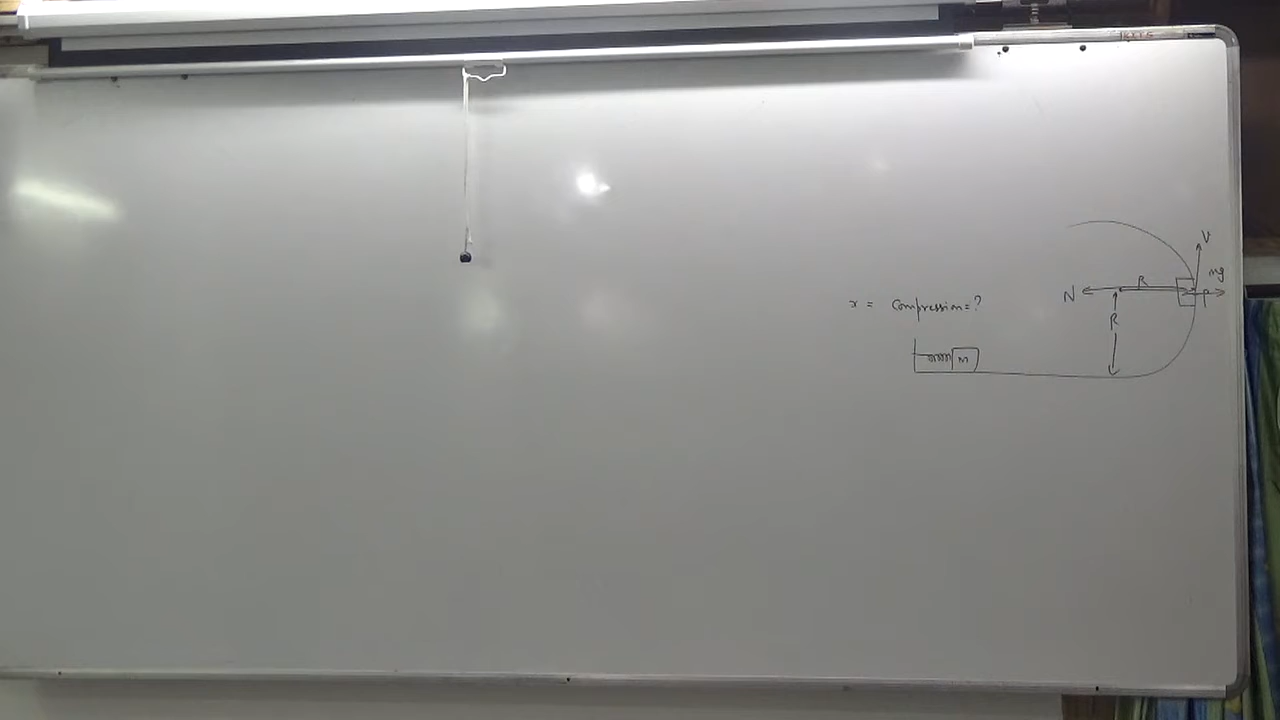 V
mg
R
N
P
x = Compression = ?
R
m